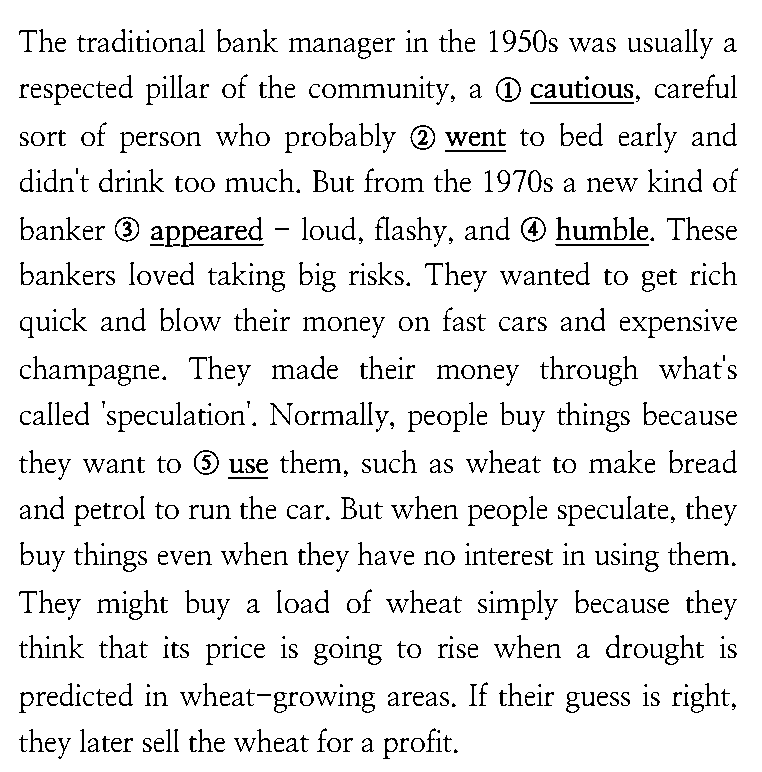 The traditional bank manager in the 1950s was usually a
respected pillar of the community, a ① cautious, careful
sort of person who probably ② went to bed early and
didn't drink too much. But from the 1970s a new kind of
banker ③ appeared - loud, flashy, and ④ humble. These
bankers loved taking big risks. They wanted to get rich
quick and blow their money on fast cars and expensive
champagne. They made their money through what's
called 'speculation'. Normally, people buy things because
they want to ⑤ use them, such as wheat to make bread
and petrol to run the car. But when people speculate, they
buy things even when they have no interest in using them.
They might buy a load of wheat simply because they
think that its price is going to rise when a drought is
predicted in wheat-growing areas. If their guess is right,
they later sell the wheat for a profit.